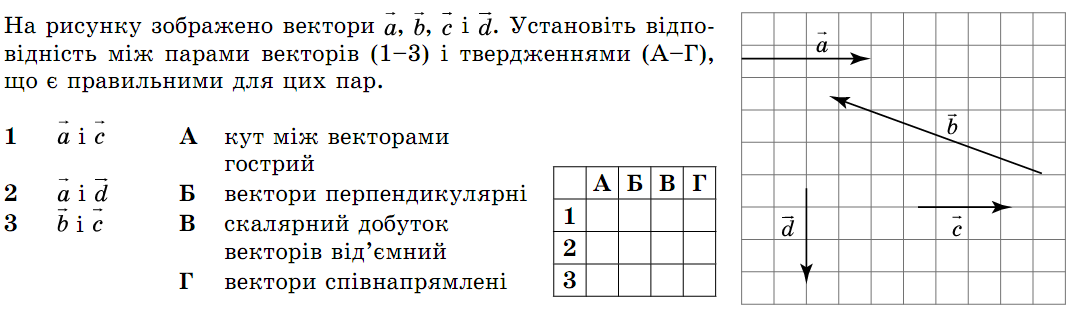 На рисунку зображено вектори a⃗, b⃗, c⃗ і d⃗. Установіть відпо-
відність між парами векторів (1–3) і твердженнями (А–Г),
що є правильними для цих пар.
1 a⃗ і c⃗
2 a⃗ і d⃗
3 b⃗ і c⃗
А кут між векторами
гострий
Б вектори перпендикулярні
В скалярний добуток
векторів від’ємний
Г вектори співнапрямлені
А Б В Г
1
2
3
a⃗
b⃗
c⃗
d⃗